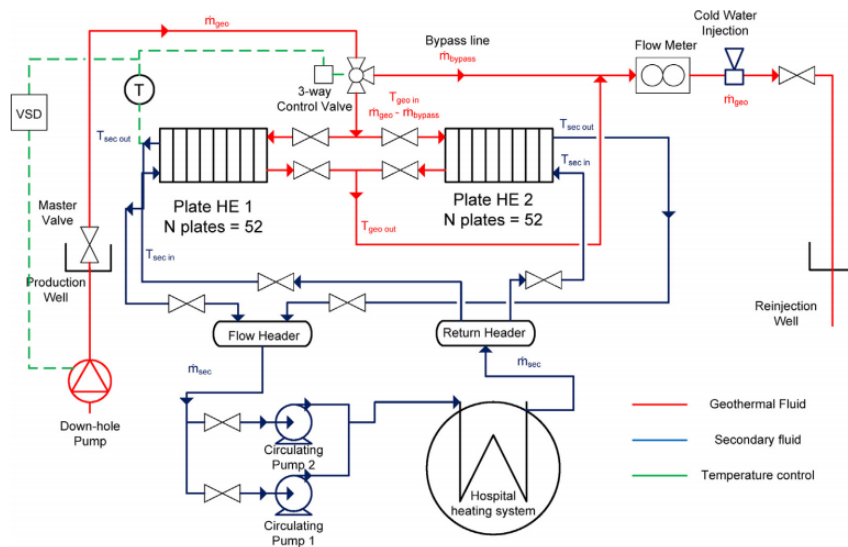 ṁgeo
Cold Water
Injection
Bypass line
Flow Meter
ṁbypass
3-way
Control Valve
T
VSD
Tgeo in
ṁgeo - ṁbypass
ṁgeo
Tsec out
Tsec out
Tsec in
Plate HE 1
N plates = 52
Plate HE 2
N plates = 52
Master
Valve
Tgeo out
Tsec in
Production
Well
Reinjection
Well
Flow Header
Return Header
ṁsec
ṁsec
Down-hole
Pump
Circulating
Pump 2
Circulating
Pump 1
Hospital
heating system
Geothermal Fluid
Secondary fluid
Temperature control